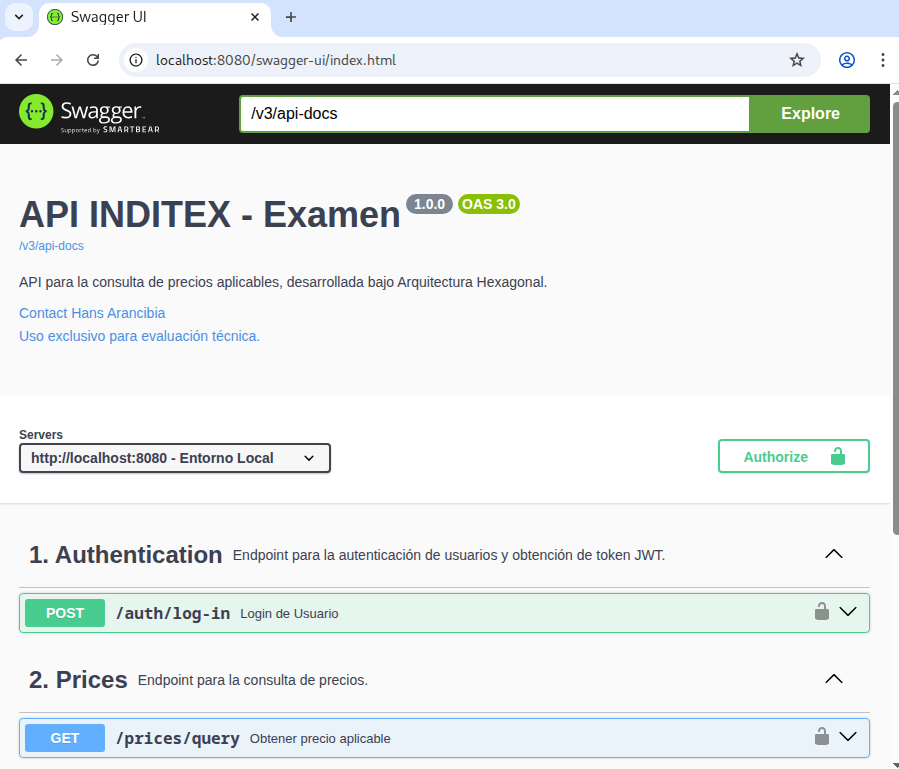 Swagger UI
localhost:8080/swagger-ui/index.html
Swagger
Supported by SMARTBEAR
/v3/api-docs
Explore
API INDITEX - Examen 1.0.0 OAS 3.0
/v3/api-docs
API para la consulta de precios aplicables, desarrollada bajo Arquitectura Hexagonal.
Contact Hans Arancibia
Uso exclusivo para evaluación técnica.
Servers
http://localhost:8080 - Entorno Local
Authorize
1. Authentication Endpoint para la autenticación de usuarios y obtención de token JWT.
POST /auth/log-in Login de Usuario
2. Prices Endpoint para la consulta de precios.
GET /prices/query Obtener precio aplicable